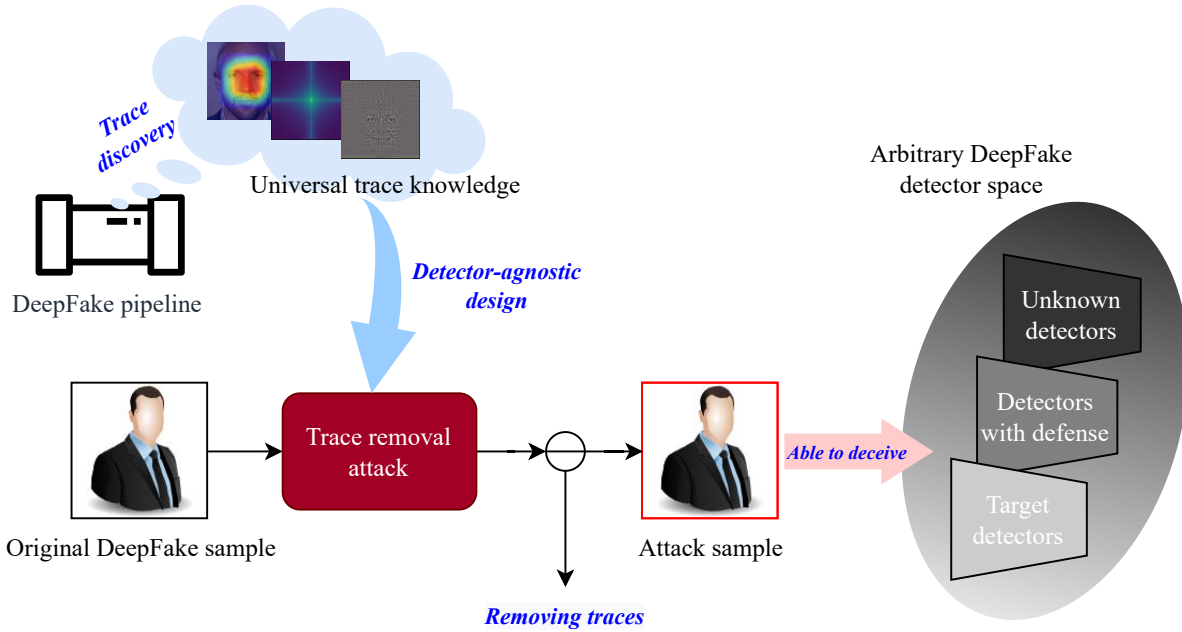 Trace
discovery
Universal trace knowledge
DeepFake pipeline
Detector-agnostic
design
Arbitrary DeepFake
detector space
Unknown
detectors
Detectors
with defense
Target
detectors
Trace removal
attack
Able to deceive
Original DeepFake sample
Attack sample
Removing traces